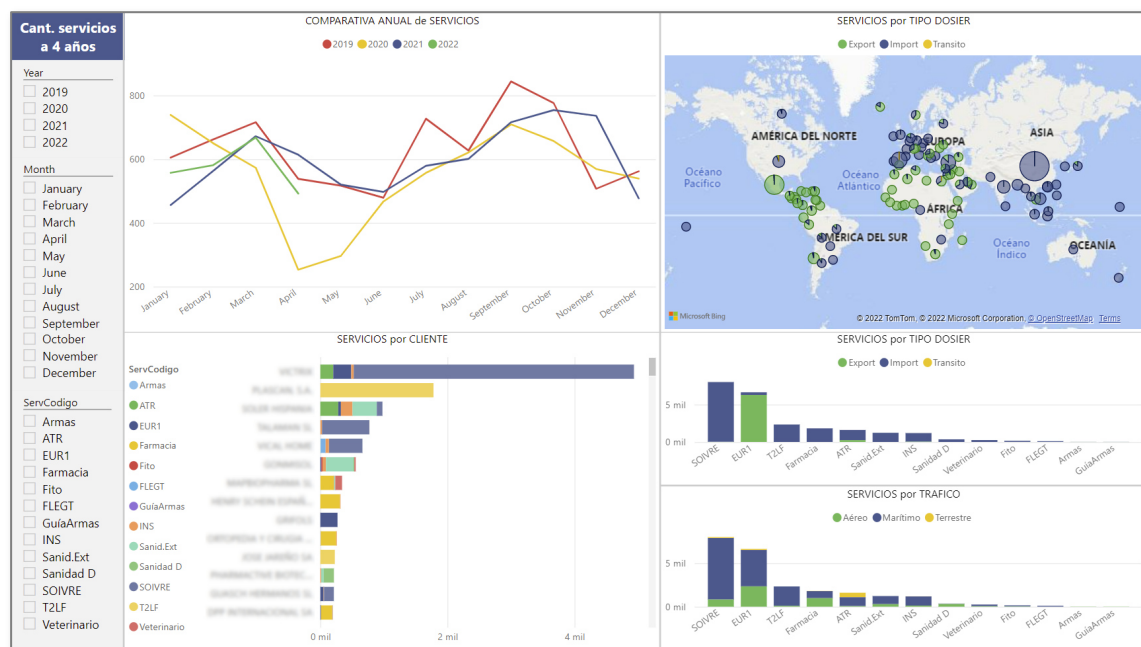 Cant. servicios
a 4 años
Year
2019
2020
2021
2022
Month
January
February
March
April
May
June
July
August
September
October
November
December
ServCodigo
Armas
ATR
EUR1
Farmacia
Fito
FLEGT
GuíaArmas
INS
Sanid.Ext
Sanidad D
SOIVRE
T2LF
Veterinario
COMPARATIVA ANUAL de SERVICIOS
2019 2020 2021 2022
800
600
400
200
January February March April May June July August September October November December
SERVICIOS por TIPO DOSIER
Export Import Transito
AMÉRICA DEL NORTE
EUROPA
ASIA
Océano
Pacífico
Océano
Atlántico
ÁFRICA
AMÉRICA DEL SUR
Océano
Índico
OCEANÍA
Microsoft Bing
© 2022 TomTom, © 2022 Microsoft Corporation, © OpenStreetMap Terms
SERVICIOS por CLIENTE
ServCodigo
Armas
ATR
EUR1
Farmacia
Fito
FLEGT
GuíaArmas
INS
Sanid.Ext
Sanidad D
SOIVRE
T2LF
Veterinario
0 mil 2 mil 4 mil
SERVICIOS por TIPO DOSIER
Export Import Transito
5 mil
0 mil
SOIVRE EUR1 T2LF Farmacia ATR Sanid.Ext INS Sanidad D Veterinario Fito FLEGT Armas GuíaArmas
SERVICIOS por TRAFICO
Aéreo Marítimo Terrestre
5 mil
0 mil
SOIVRE EUR1 T2LF Farmacia ATR Sanid.Ext INS Sanidad D Veterinario Fito FLEGT Armas GuíaArmas